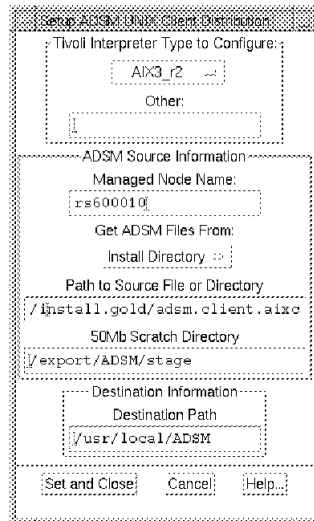 Setup ADSM UNIX Client Distribution
Tivoli Interpreter Type to Configure:
AIX3_r2
Other:
ADSM Source Information
Managed Node Name:
rs600010
Get ADSM Files From:
Install Directory
Path to Source File or Directory
/install.gold/adsm.client.aixc
50Mb Scratch Directory
/export/ADSM/stage
Destination Information
Destination Path
/usr/local/ADSM
Set and Close Cancel Help...